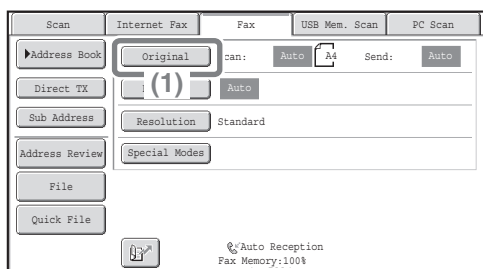 Scan Internet Fax Fax USB Mem. Scan PC Scan
Address Book Original can: Auto A4 Send: Auto
(1)
Direct TX Auto
Sub Address Resolution Standard
Address Review Special Modes
File
Quick File
Auto Reception
Fax Memory:100%